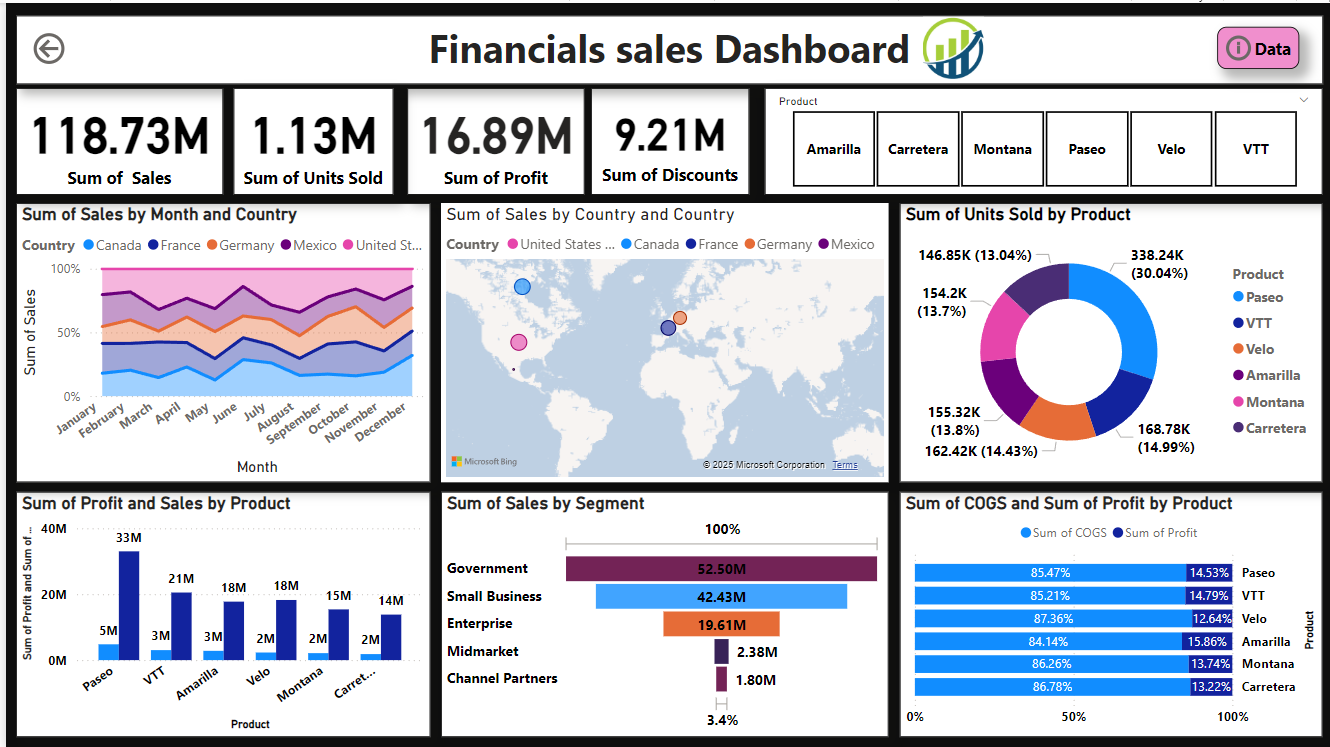 Financials sales Dashboard
Data
118.73M
Sum of Sales
1.13M
Sum of Units Sold
16.89M
Sum of Profit
9.21M
Sum of Discounts
Product
Amarilla Carretera Montana Paseo Velo VTT
Sum of Sales by Month and Country
Country Canada France Germany Mexico United St...
Sum of Sales
100%
50%
0%
January February March April May June July August September October November December
Month
Sum of Sales by Country and Country
Country United States ... Canada France Germany Mexico
Microsoft Bing
© 2025 Microsoft Corporation Terms
Sum of Units Sold by Product
146.85K (13.04%)
338.24K
(30.04%)
154.2K
(13.7%)
155.32K
(13.8%)
162.42K (14.43%)
168.78K
(14.99%)
Product
Paseo
VTT
Velo
Amarilla
Montana
Carretera
Sum of Profit and Sales by Product
Sum of Profit and Sum of...
40M
20M
0M
5M 33M
3M 21M
3M 18M
2M 18M
2M 15M
2M 14M
Paseo VTT Amarilla Velo Montana Carret...
Product
Sum of Sales by Segment
100%
Government 52.50M
Small Business 42.43M
Enterprise 19.61M
Midmarket 2.38M
Channel Partners 1.80M
3.4%
Sum of COGS and Sum of Profit by Product
Sum of COGS Sum of Profit
85.47% 14.53% Paseo
85.21% 14.79% VTT
87.36% 12.64% Velo
84.14% 15.86% Amarilla
86.26% 13.74% Montana
86.78% 13.22% Carretera
Product
0% 50% 100%